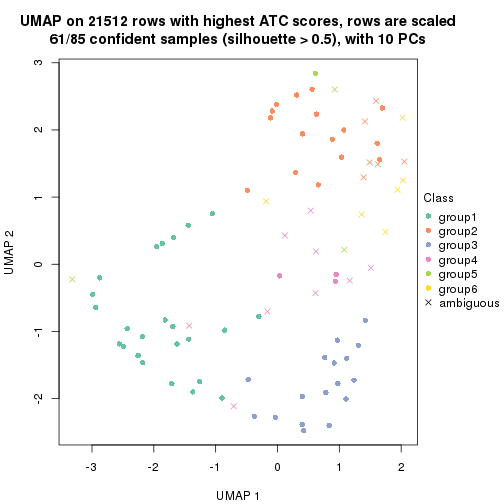 UMAP on 21512 rows with highest ATC scores, rows are scaled
61/85 confident samples (silhouette > 0.5), with 10 PCs
3
2
1
0
-1
-2
UMAP 2
-3
-2
-1
0
1
2
UMAP 1
Class
group1
group2
group3
group4
group5
group6
ambiguous